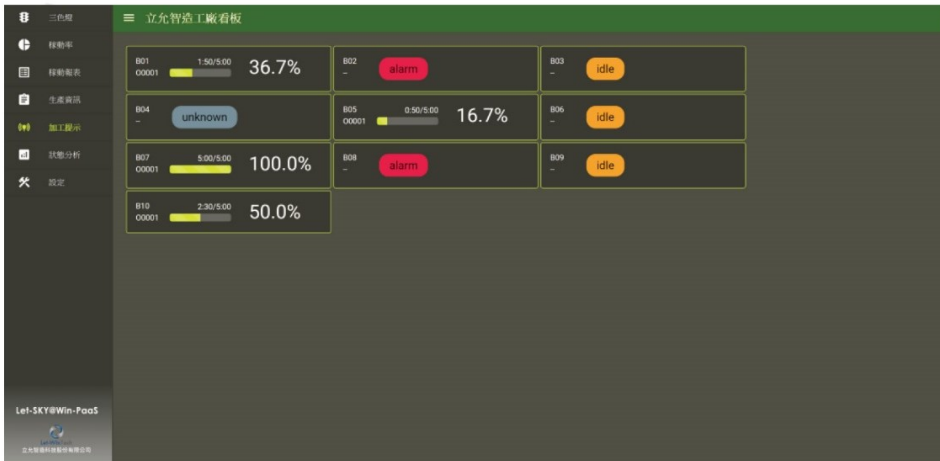 三色燈
稼動率
稼動報表
生產資訊
加工提示
狀態分析
設定
立允智造工廠看板
B01
1:50/5:00
O0001
36.7%
B02
–
alarm
B03
–
idle
B04
–
unknown
B05
0:50/5:00
O0001
16.7%
B06
–
idle
B07
5:00/5:00
O0001
100.0%
B08
–
alarm
B09
–
idle
B10
2:30/5:00
O0001
50.0%
Let-SKY@Win-PaaS